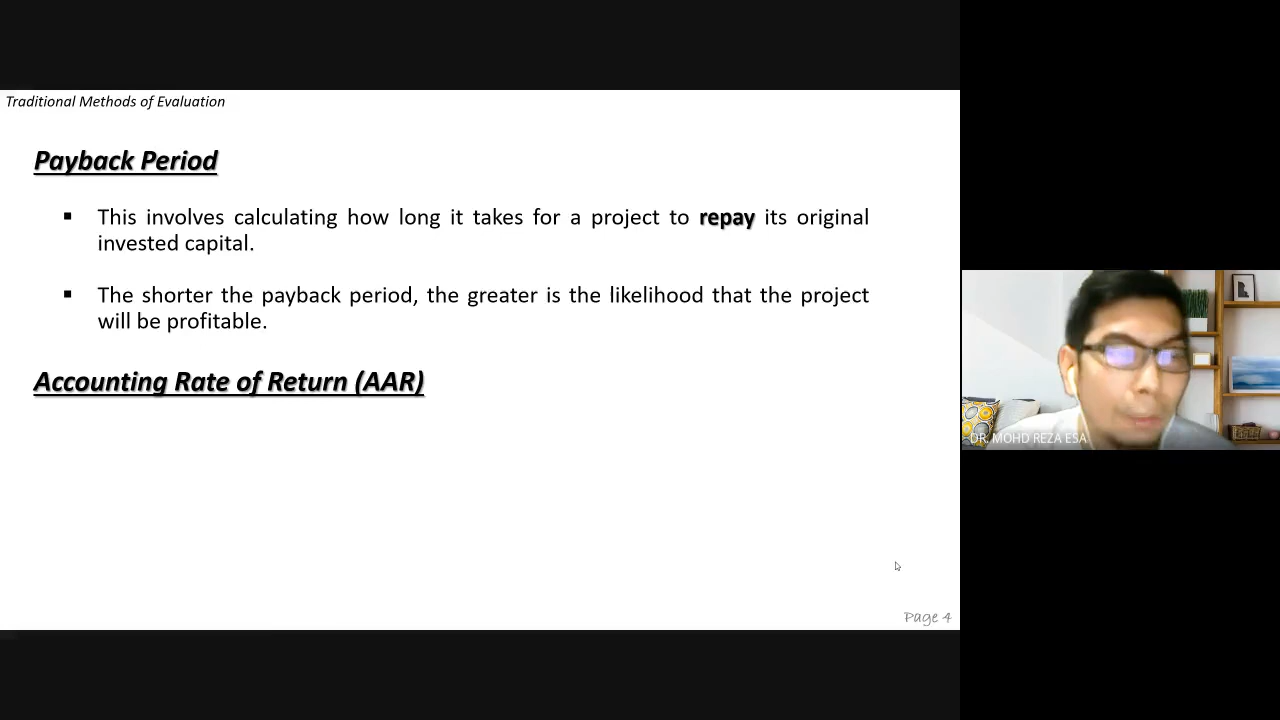 Traditional Methods of Evaluation
Payback Period
▪ This involves calculating how long it takes for a project to repay its original
invested capital.
▪ The shorter the payback period, the greater is the likelihood that the project
will be profitable.
Accounting Rate of Return (AAR)
DR. MOHD REZA ESA
Page 4